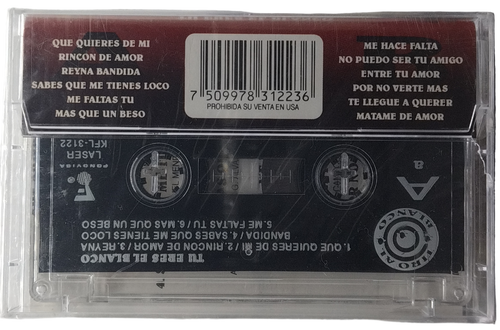 QUE QUIERES DE MI
RINCON DE AMOR
REYNA BANDIDA
SABES QUE ME TIENES LOCO
ME FALTAS TU
MAS QUE UN BESO
7 509978 312236
PROHIBIDA SU VENTA EN USA
ME HACE FALTA
NO PUEDO SER TU AMIGO
ENTRE TU AMOR
POR NO VERTE MAS
TE LLEGUE A QUERER
MATAME DE AMOR
A
TIRO AL BLANCO
TU ERES EL BLANCO
1. QUE QUIERES DE MI / 2. RINCON DE AMOR / 3. REYNA
BANDIDA / 4. SABES QUE ME TIENES LOCO
5. ME FALTAS TU / 6. MAS QUE UN BESO
FONOVISA
LASER
KFL-3122